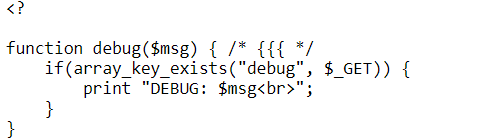 <?
function debug($msg) { /* {{{ */
    if(array_key_exists("debug", $_GET)) {
        print "DEBUG: $msg<br>";
    }
}